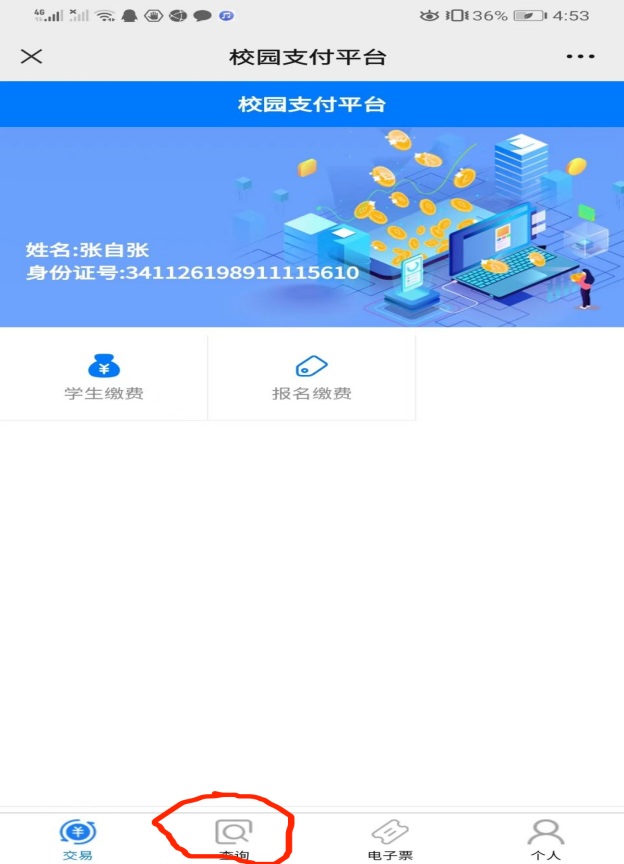 46 36% 4:53
校园支付平台
校园支付平台
姓名:张自张
身份证号:341126198911115610
学生缴费 报名缴费
交易 查询 电子票 个人